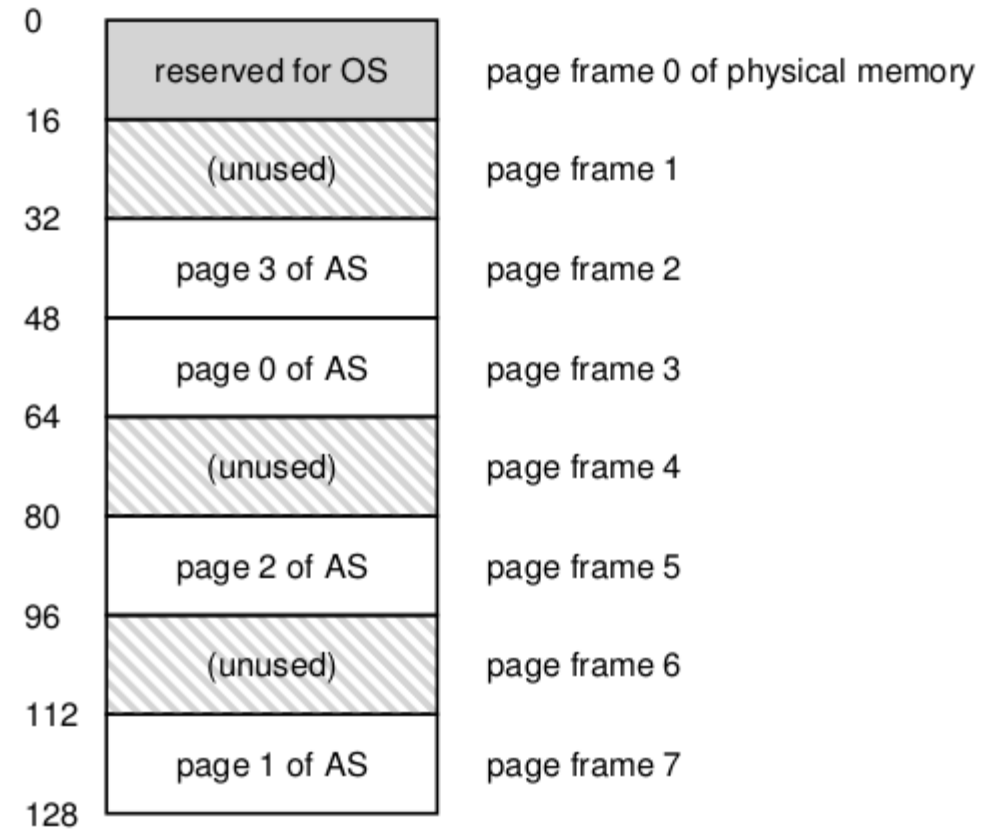 0
reserved for OS page frame 0 of physical memory
16
(unused) page frame 1
32
page 3 of AS page frame 2
48
page 0 of AS page frame 3
64
(unused) page frame 4
80
page 2 of AS page frame 5
96
(unused) page frame 6
112
page 1 of AS page frame 7
128